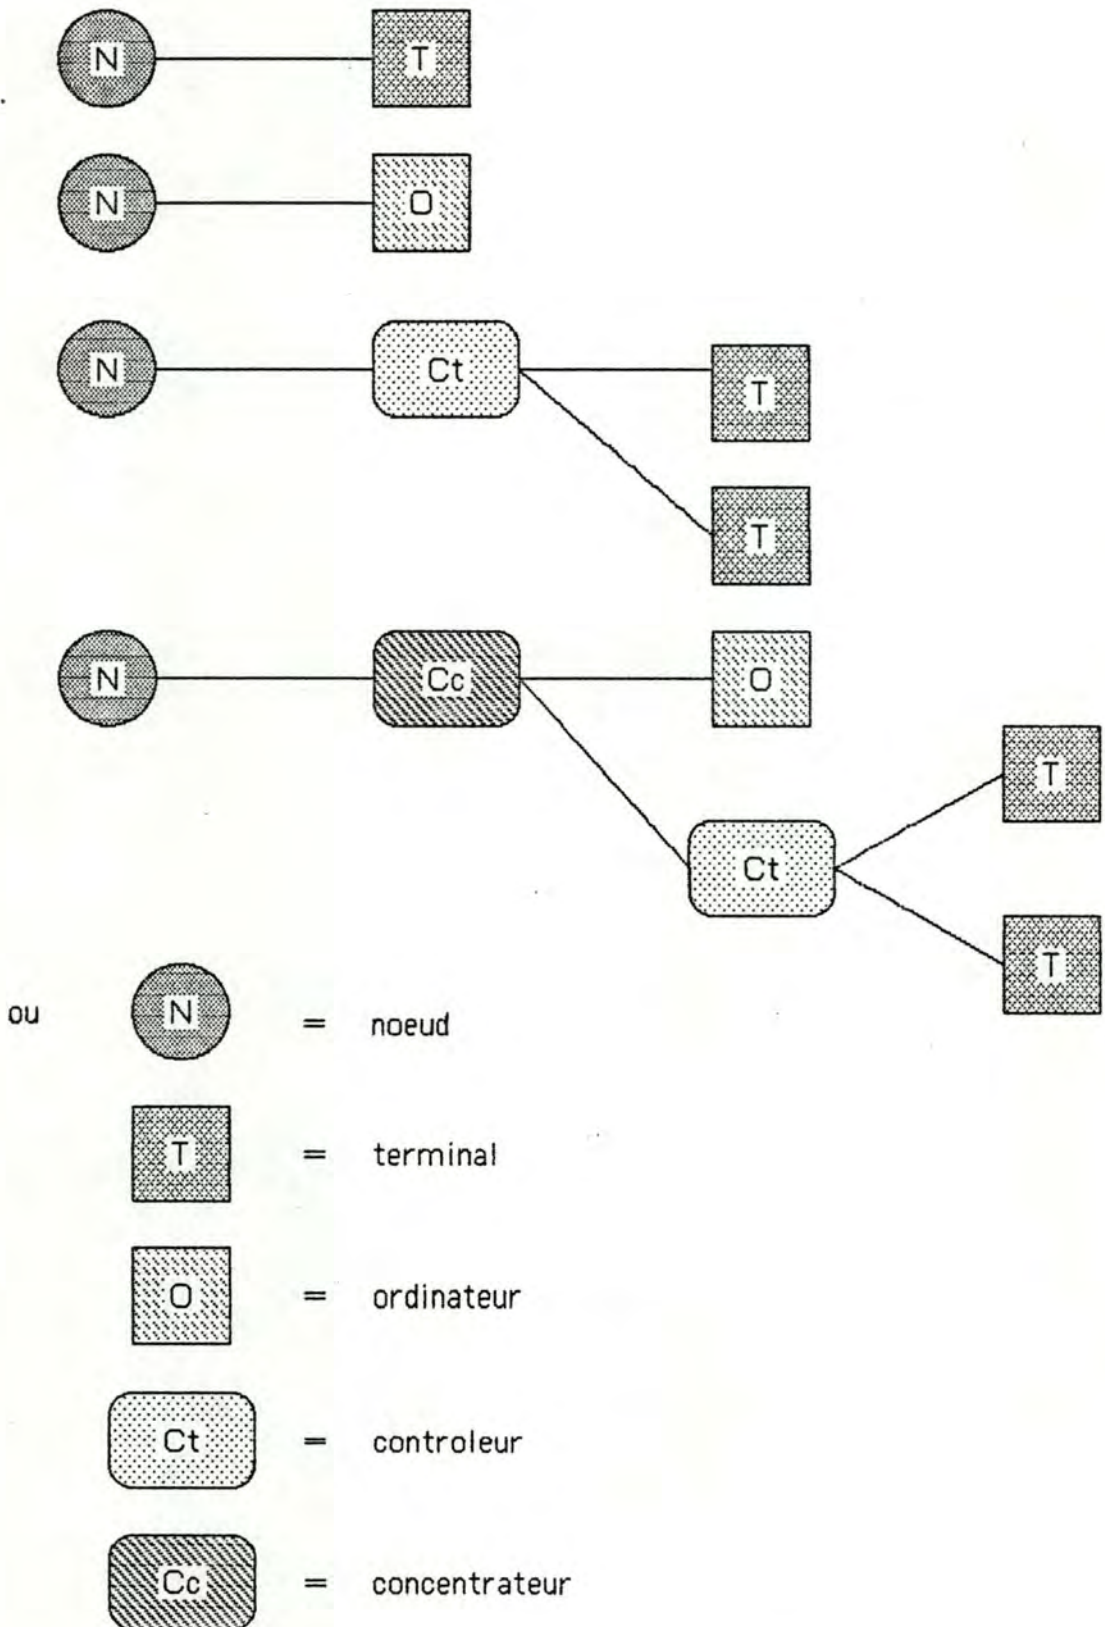 N T
N O
N Ct T
T
N Cc O
T
Ct
T
ou N = noeud
T = terminal
O = ordinateur
Ct = controleur
Cc = concentrateur